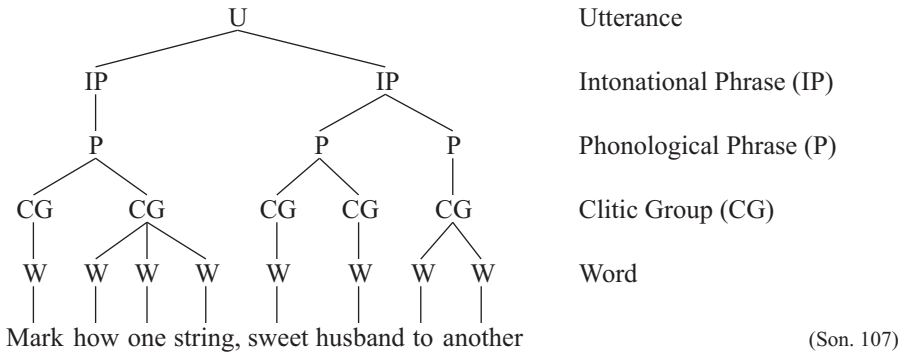 U Utterance
IP IP Intonational Phrase (IP)
P P P Phonological Phrase (P)
CG CG CG CG CG Clitic Group (CG)
W W W W W W W W Word
Mark how one string, sweet husband to another (Son. 107)